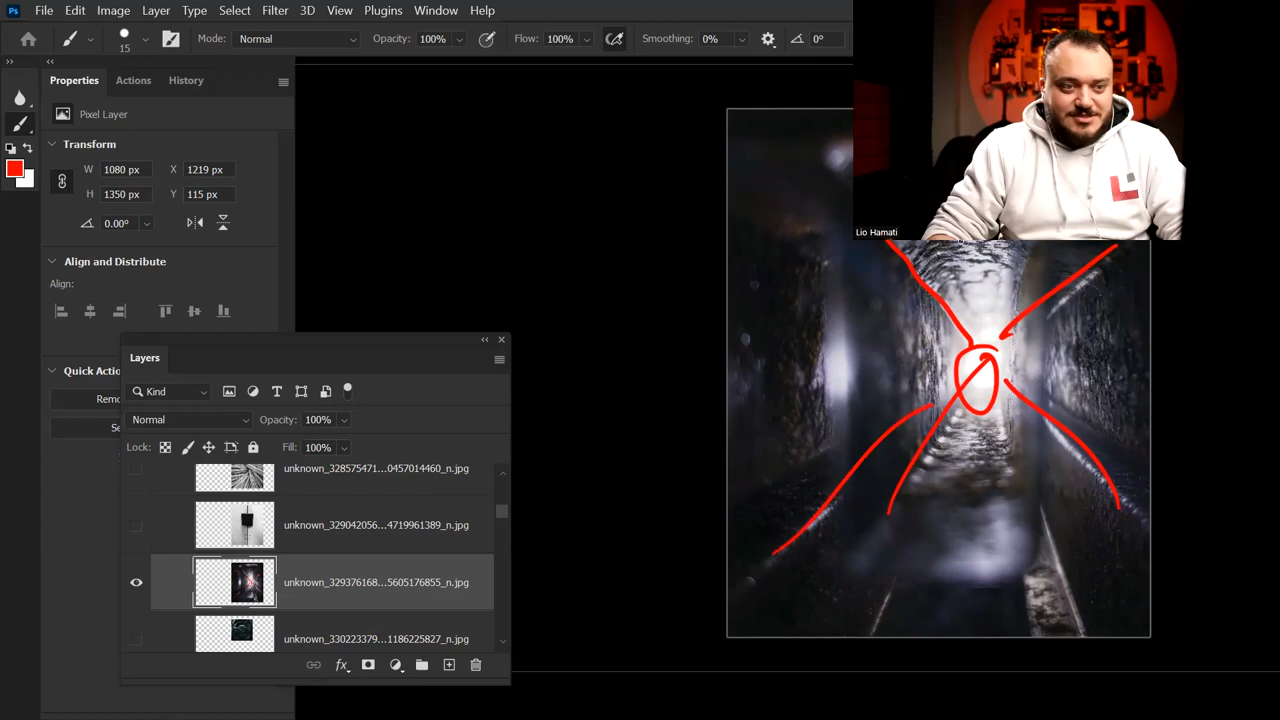 Ps File Edit Image Layer Type Select Filter 3D View Plugins Window Help
15 Mode: Normal Opacity: 100% Flow: 100% Smoothing: 0% 0°
Properties Actions History
Pixel Layer
Transform
W 1080 px X 1219 px
H 1350 px Y 115 px
0.00°
Lio Hamati
Align and Distribute
Align:
Layers
Quick Actio
Kind
Remo
Normal Opacity: 100%
Se
Lock: Fill: 100%
unknown_328575471...0457014460_n.jpg
unknown_329042056...4719961389_n.jpg
unknown_329376168...5605176855_n.jpg
unknown_330223379...1186225827_n.jpg
fx